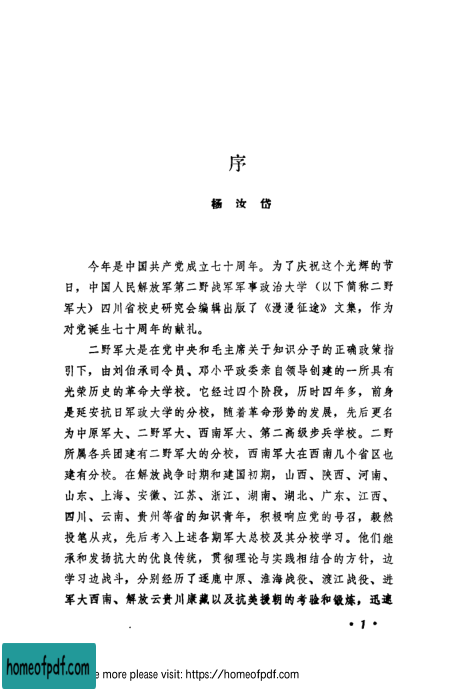 序
杨 汝 岱
今年是中国共产党成立七十周年。为了庆祝这个光辉的节
日，中国人民解放军第二野战军军事政治大学（以下简称二野
军大）四川省校史研究会编辑出版了《漫漫征途》文集，作为
对党诞生七十周年的献礼。
二野军大是在党中央和毛主席关于知识分子的正确政策指
引下，由刘伯承司令员、邓小平政委亲自领导创建的一所具有
光荣历史的革命大学校。它经过四个阶段，历时四年多，前身
是延安抗日军政大学的分校，随着革命形势的发展，先后更名
为中原军大、二野军大、西南军大、第二高级步兵学校。二野
所属各兵团建有二野军大的分校，西南军大在西南几个省区也
建有分校。在解放战争时期和建国初期，山西、陕西、河南、
山东、上海、安徽、江苏、浙江、湖南、湖北、广东、江西、
四川、云南、贵州等省的知识青年，积极响应党的号召，毅然
投笔从戎，先后考入上述各期军大总校及其分校学习。他们继
承和发扬抗大的优良传统，贯彻理论与实践相结合的方针，边
学习边战斗，分别经历了逐鹿中原、淮海战役、渡江战役、进
军大西南、解放云贵川康藏以及抗美援朝的考验和锻炼，迅速
• 1 •
homeofpdf.com
e more please visit: https://homeofpdf.com